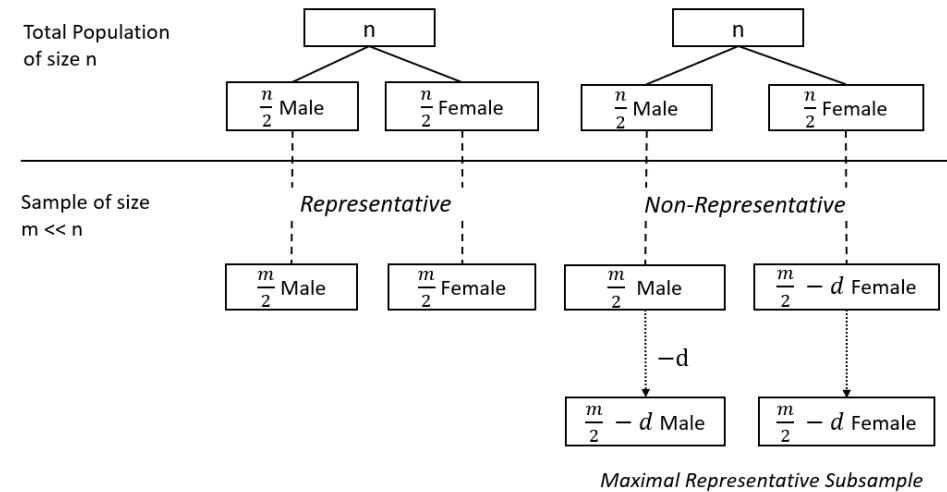 Total Population
of size n
n
n
n/2 Male
n/2 Female
n/2 Male
n/2 Female
Sample of size
m << n
Representative
Non-Representative
m/2 Male
m/2 Female
m/2 Male
m/2 − d Female
−d
m/2 − d Male
m/2 − d Female
Maximal Representative Subsample